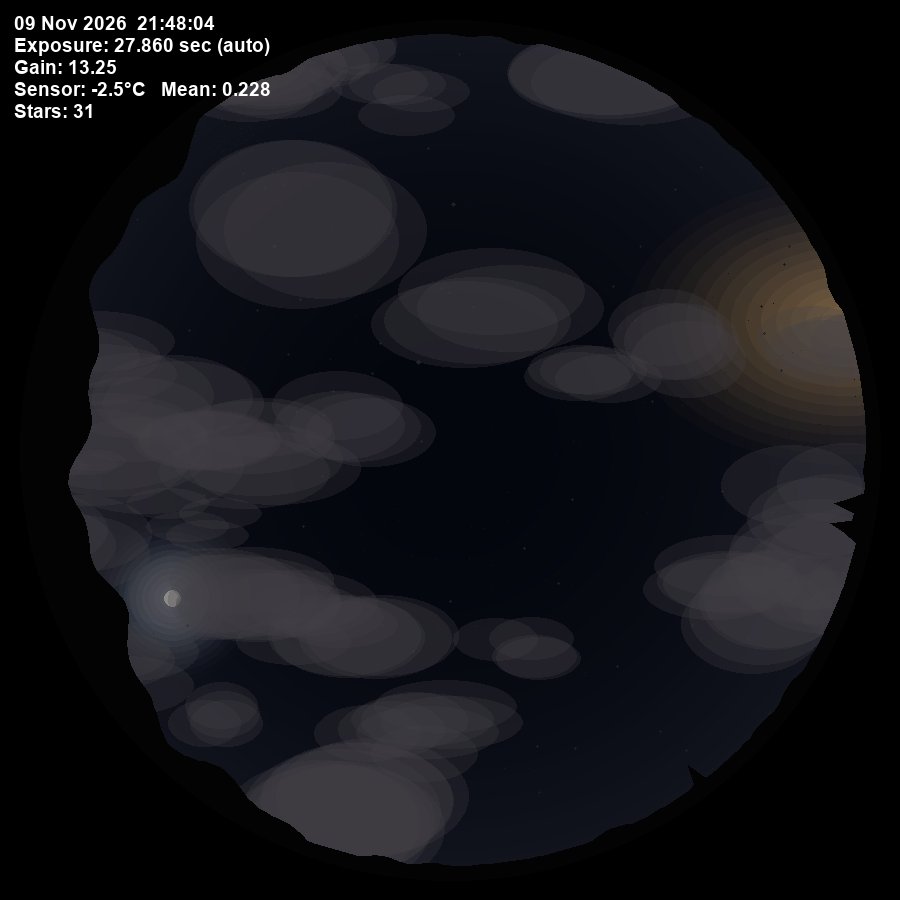 09 Nov 2026  21:48:04
Exposure: 27.860 sec (auto)
Gain: 13.25
Sensor: -2.5°C   Mean: 0.228
Stars: 31